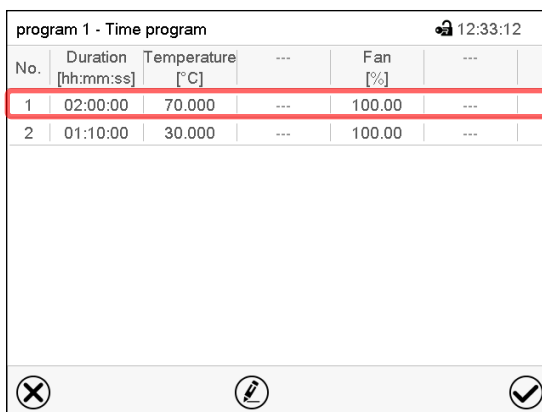 program 1 - Time program 12:33:12
No. Duration [hh:mm:ss] Temperature [°C] --- Fan [%] ---
1 02:00:00 70.000 --- 100.00 ---
2 01:10:00 30.000 --- 100.00 ---